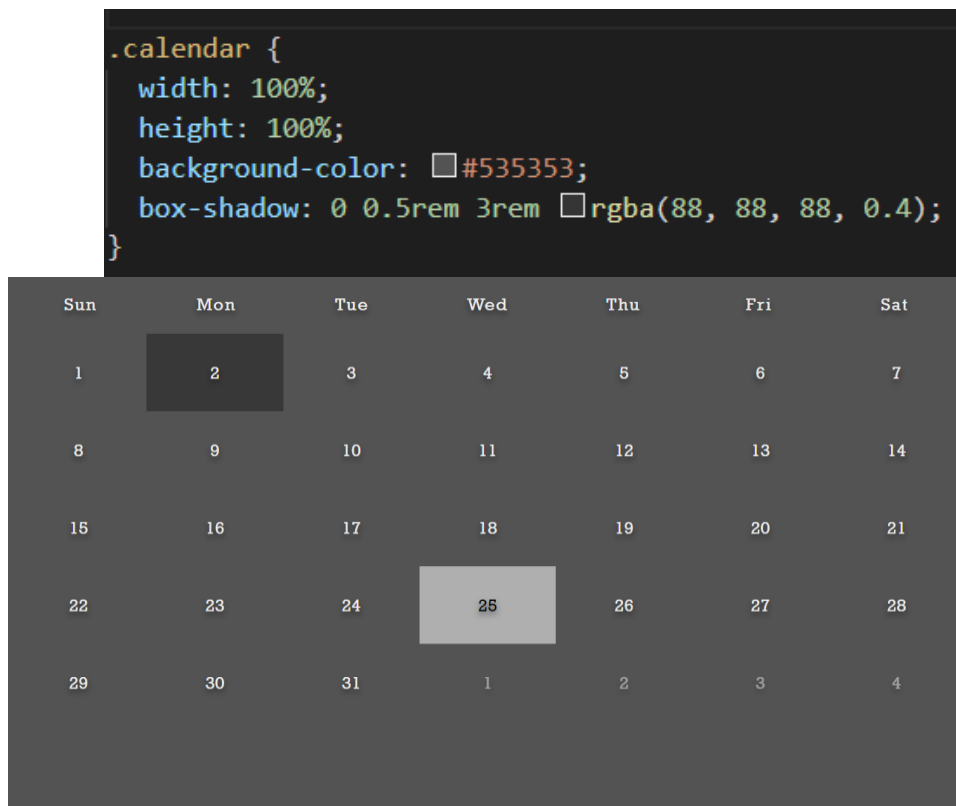 .calendar {
width: 100%;
height: 100%;
background-color: #535353;
box-shadow: 0 0.5rem 3rem rgba(88, 88, 88, 0.4);
}
Sun Mon Tue Wed Thu Fri Sat
1 2 3 4 5 6 7
8 9 10 11 12 13 14
15 16 17 18 19 20 21
22 23 24 25 26 27 28
29 30 31 1 2 3 4